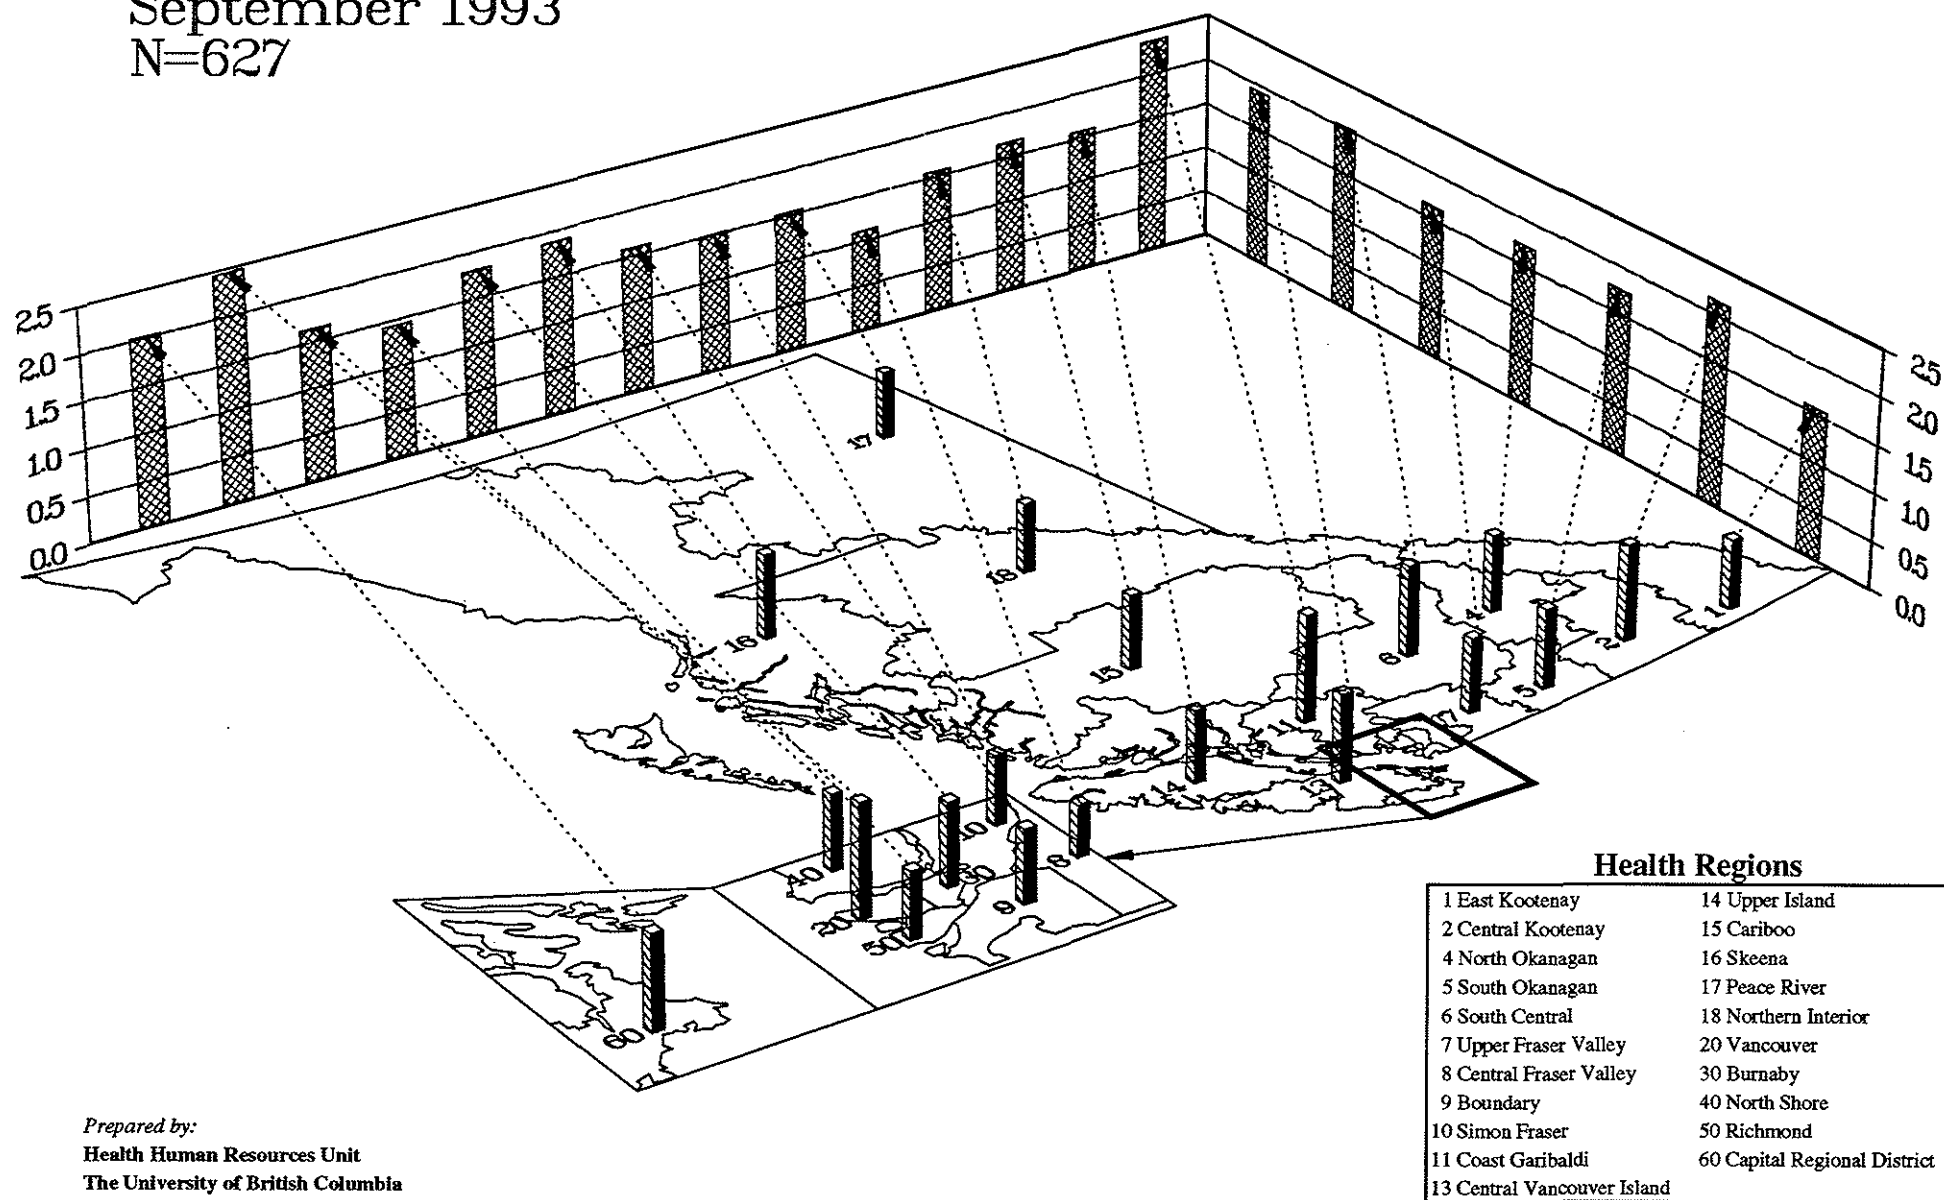 September 1993
N=627
2.5
2.0
1.5
1.0
0.5
0.0
2.5
2.0
1.5
1.0
0.5
0.0
17
18
16
15
6
4
2
1
5
7
11
14
13
10
8
40
30
9
20
50
60
Health Regions
1 East Kootenay
2 Central Kootenay
4 North Okanagan
5 South Okanagan
6 South Central
7 Upper Fraser Valley
8 Central Fraser Valley
9 Boundary
10 Simon Fraser
11 Coast Garibaldi
13 Central Vancouver Island
14 Upper Island
15 Cariboo
16 Skeena
17 Peace River
18 Northern Interior
20 Vancouver
30 Burnaby
40 North Shore
50 Richmond
60 Capital Regional District
Prepared by:
Health Human Resources Unit
The University of British Columbia